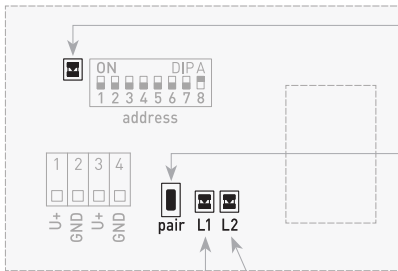 ON DIPA
1 2 3 4 5 6 7 8
address
1 2 3 4
U+ GND U+ GND
pair L1 L2